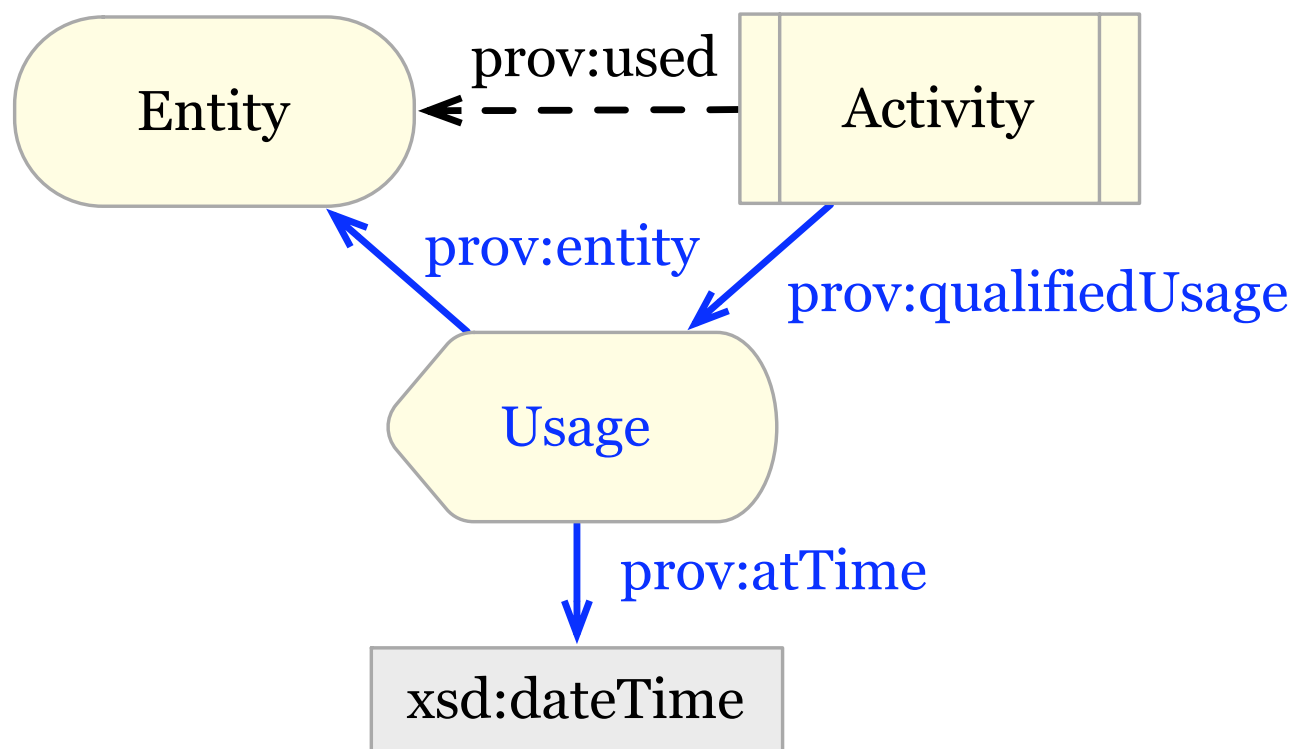 prov:used
Entity
Activity
prov:entity
prov:qualifiedUsage
Usage
prov:atTime
xsd:dateTime